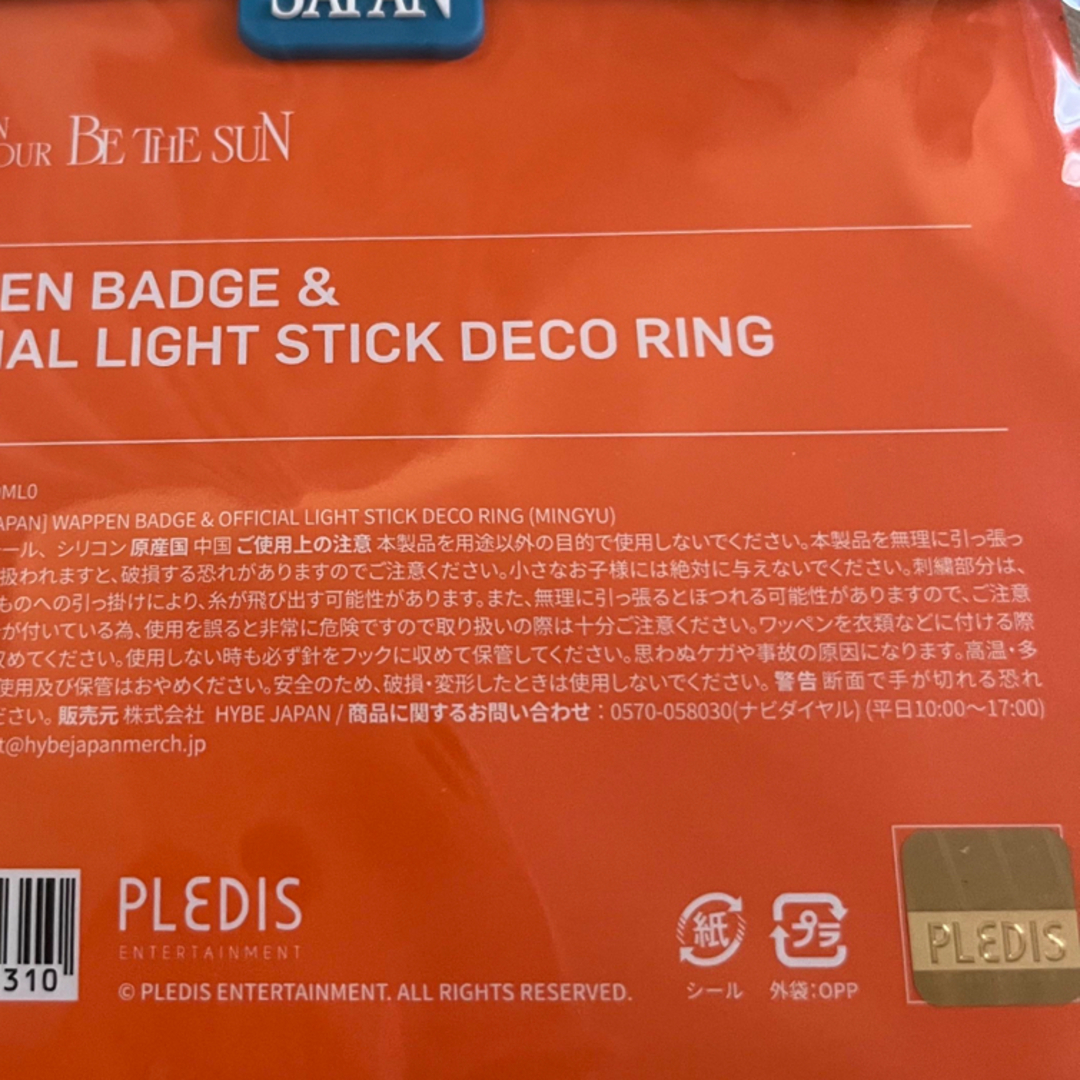 JAPAN
OUR BE THE SUN
EN BADGE &
IAL LIGHT STICK DECO RING
ML0
APAN] WAPPEN BADGE & OFFICIAL LIGHT STICK DECO RING (MINGYU)
ール、シリコン 原産国 中国 ご使用上の注意 本製品を用途以外の目的で使用しないでください。本製品を無理に引っ張っ
扱われますと、破損する恐れがありますのでご注意ください。小さなお子様には絶対に与えないでください。刺繍部分は、
ものへの引っ掛けにより、糸が飛び出す可能性があります。また、無理に引っ張るとほつれる可能性がありますので、ご注意
が付いている為、使用を誤ると非常に危険ですので取り扱いの際は十分ご注意ください。ワッペンを衣類などに付ける際
収めてください。使用しない時も必ず針をフックに収めて保管してください。思わぬケガや事故の原因になります。高温・多
使用及び保管はおやめください。安全のため、破損・変形したときは使用しないでください。 警告 断面で手が切れる恐れ
ださい。 販売元 株式会社 HYBE JAPAN / 商品に関するお問い合わせ : 0570-058030(ナビダイヤル) (平日10:00〜17:00)
t@hybejapanmerch.jp
310
PLEDIS
ENTERTAINMENT
© PLEDIS ENTERTAINMENT. ALL RIGHTS RESERVED.
紙
シール
プラ
外袋:OPP
PLEDIS